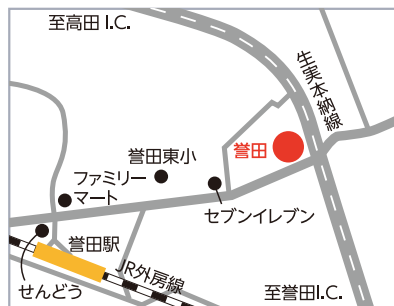 至高田 I.C.
生実本納線
誉田東小
誉田
ファミリー
マート
セブンイレブン
誉田駅
JR外房線
せんどう
至誉田I.C.